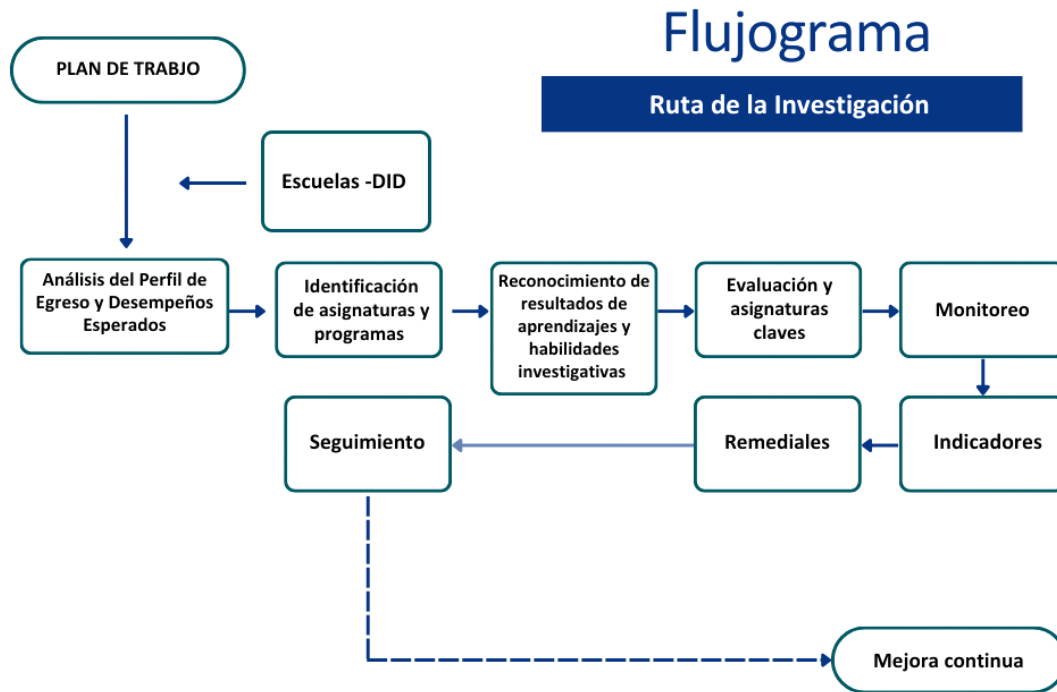 Flujograma
Ruta de la Investigación
PLAN DE TRABJO
Escuelas -DID
Análisis del Perfil de
Egreso y Desempeños
Esperados
Identificación
de asignaturas y
programas
Reconocimiento de
resultados de
aprendizajes y
habilidades
investigativas
Evaluación y
asignaturas
claves
Monitoreo
Indicadores
Remediales
Seguimiento
Mejora continua